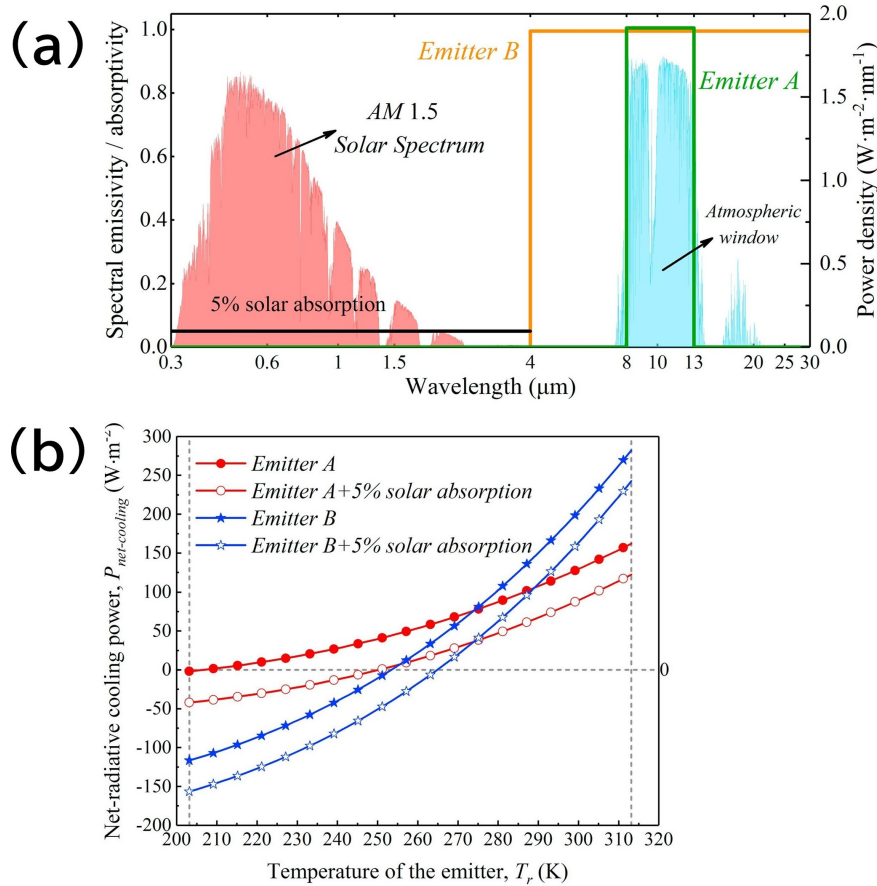 (a)
Spectral emissivity / absorptivity
1.0
0.8
0.6
0.4
0.2
0.0
Emitter B
Emitter A
AM 1.5
Solar Spectrum
Atmospheric
window
5% solar absorption
2.0
1.5
1.0
0.5
0.0
Power density (W·m⁻²·nm⁻¹)
0.3 0.6 1 1.5 4 8 10 13 20 25 30
Wavelength (μm)
(b)
Net-radiative cooling power, P_net-cooling (W·m⁻²)
300
250
200
150
100
50
0
-50
-100
-150
-200
Emitter A
Emitter A+5% solar absorption
Emitter B
Emitter B+5% solar absorption
0
200 210 220 230 240 250 260 270 280 290 300 310 320
Temperature of the emitter, T_r (K)